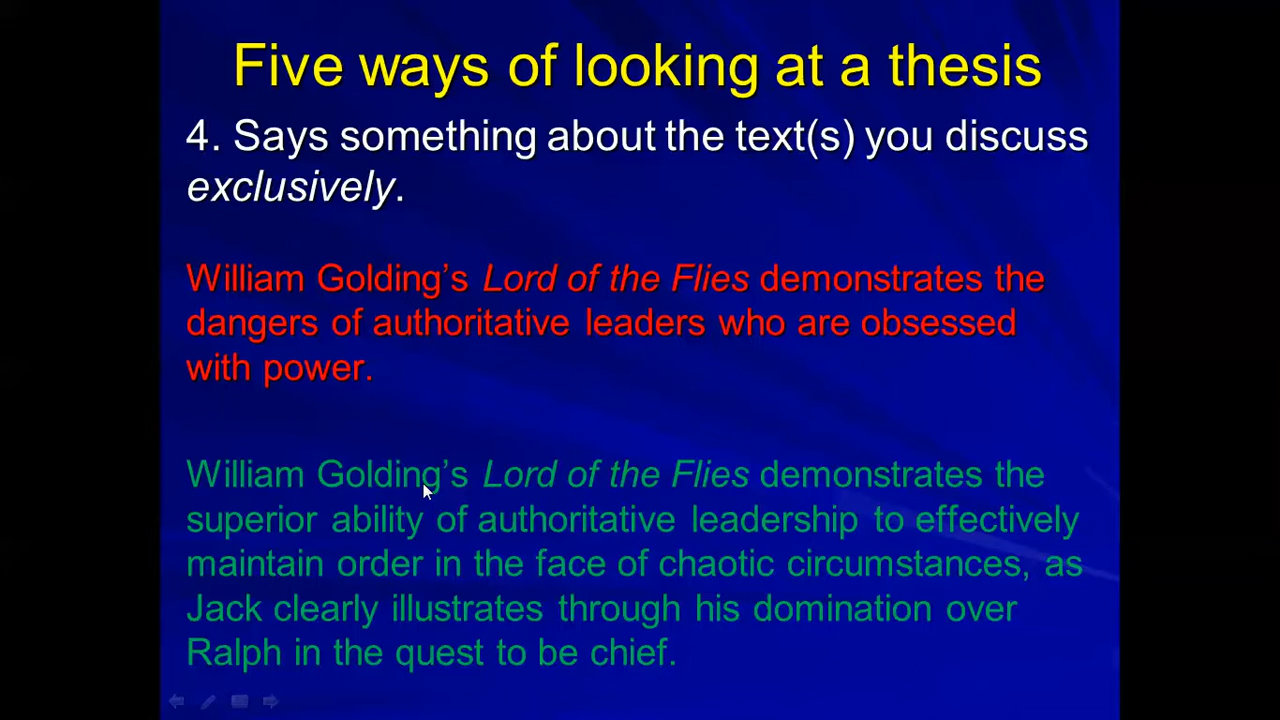 Five ways of looking at a thesis
4. Says something about the text(s) you discuss
exclusively.
William Golding’s Lord of the Flies demonstrates the
dangers of authoritative leaders who are obsessed
with power.
William Golding’s Lord of the Flies demonstrates the
superior ability of authoritative leadership to effectively
maintain order in the face of chaotic circumstances, as
Jack clearly illustrates through his domination over
Ralph in the quest to be chief.